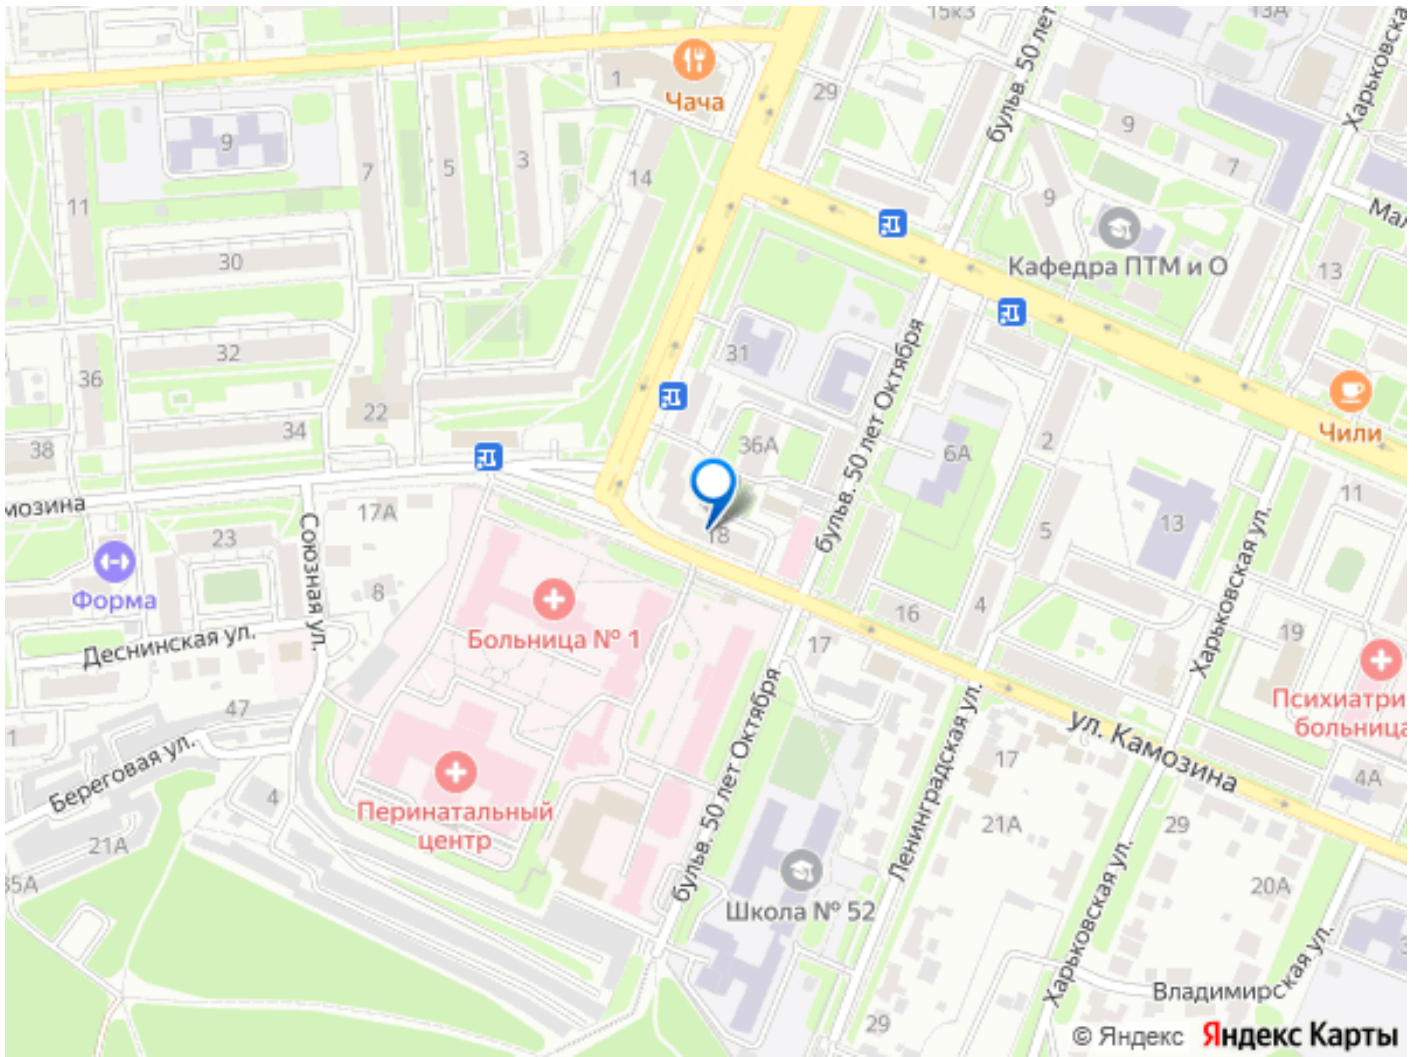 15к3
13А
бульв. 50 лет
Харьковска
1
Чача
29
9
7
5
3
14
9
7
9
11
Мал
Кафедра ПТМ и О
13
30
32
31
36
22
34
38
36А
бульв. 50 лет Октября
6А
2
Чили
11
мозина
17А
23
Союзная ул.
18
5
13
Харьковская ул.
Форма
8
Больница № 1
16
4
19
17
Деснинская ул.
Психиатри
больница
47
1
Береговая ул.
бульв. 50 лет Октября
Ленинградская ул.
ул. Камозина
17
4А
4
Перинатальный
центр
21А
21А
29
35А
20А
Школа № 52
Харьковская ул.
Владимирская ул.
29
© Яндекс Яндекс Карты